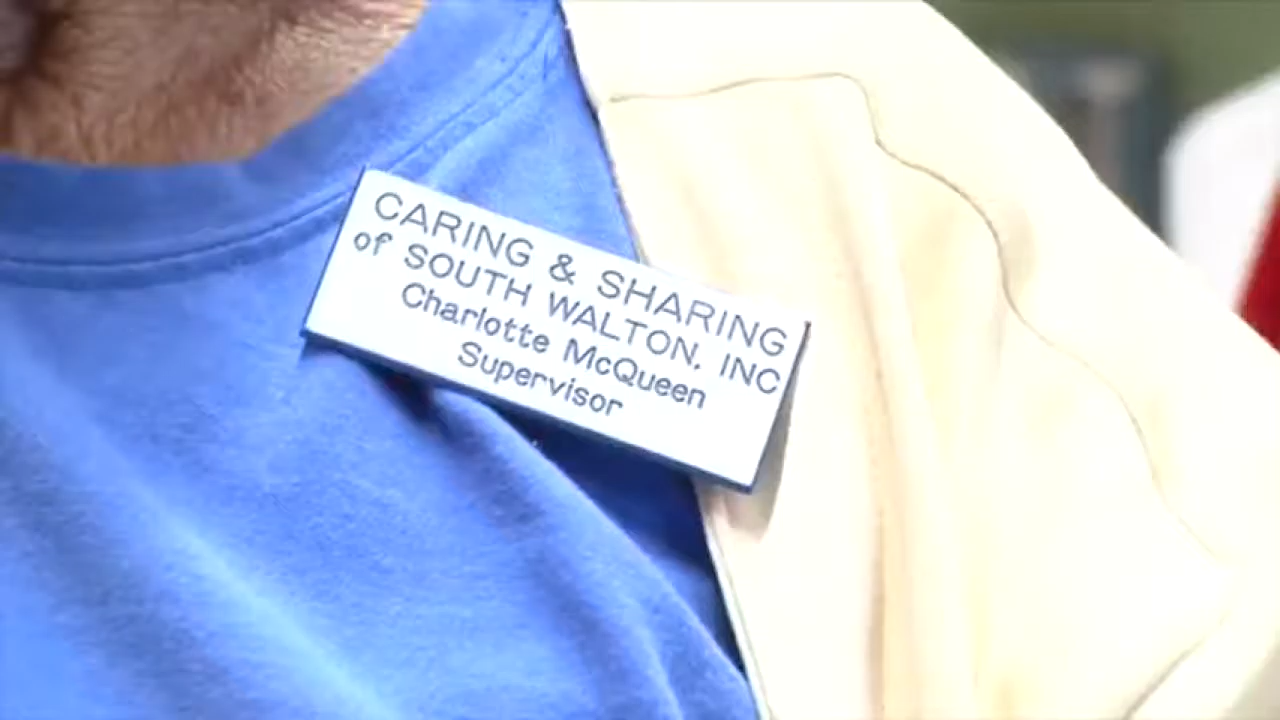 CARING & SHARING
of SOUTH WALTON, INC
Charlotte McQueen
Supervisor